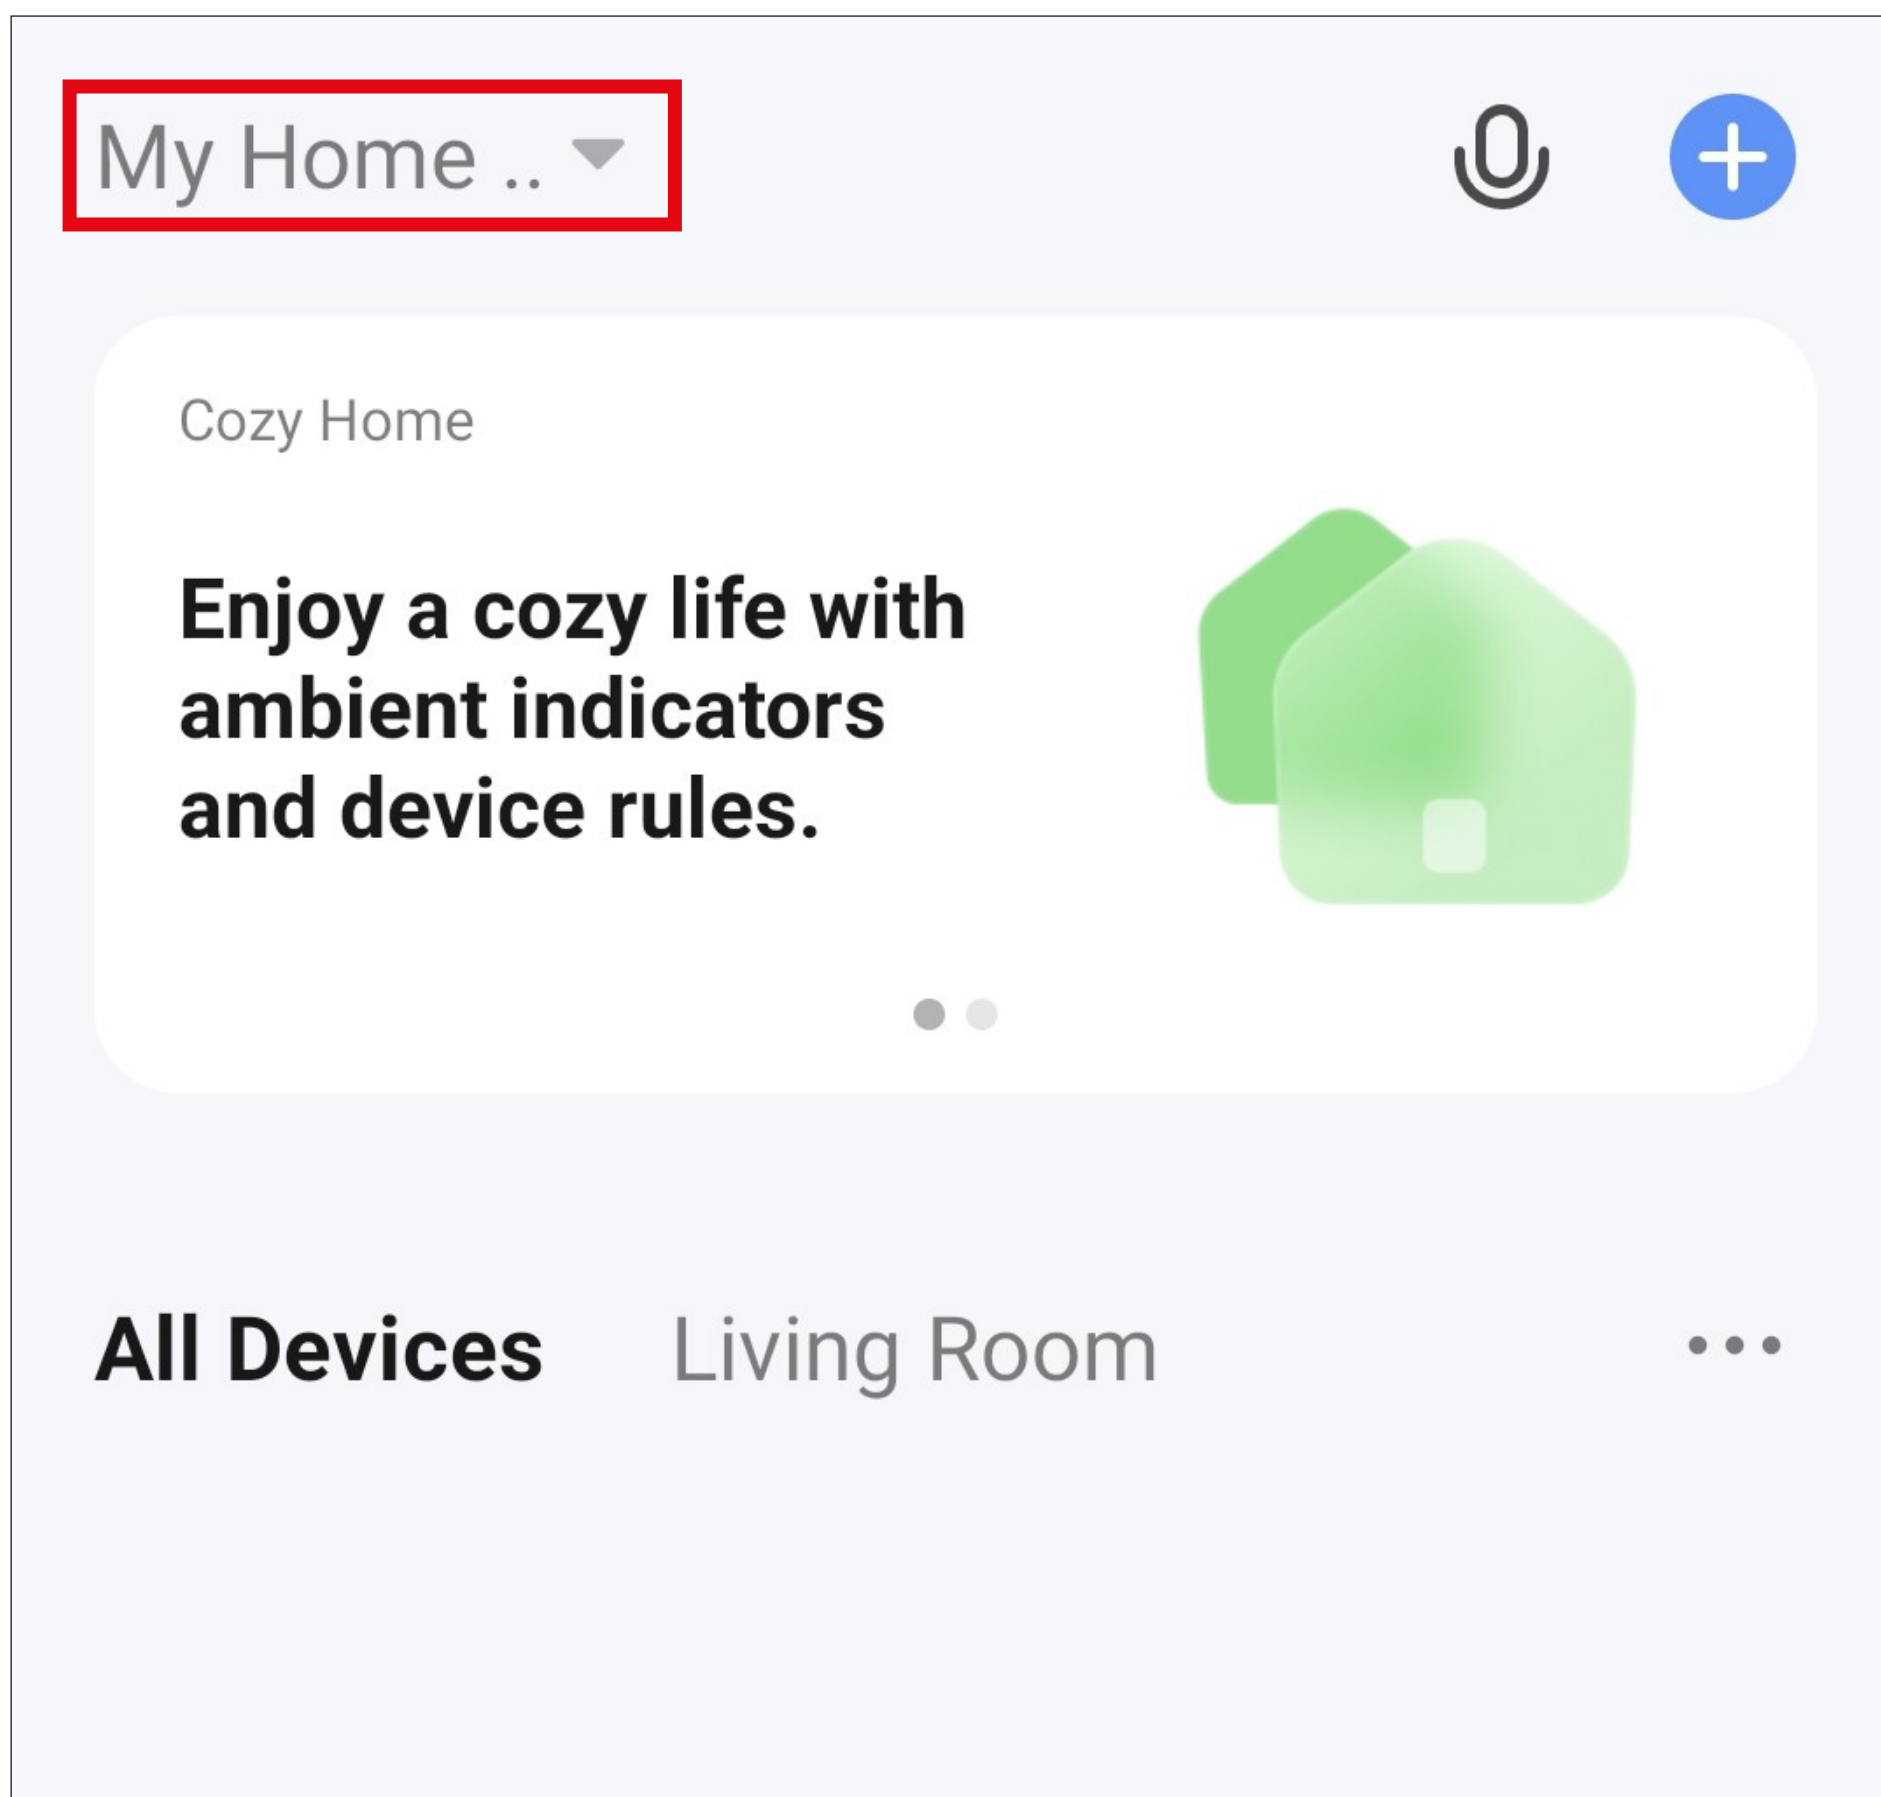 My Home ..
Cozy Home
Enjoy a cozy life with
ambient indicators
and device rules.
All Devices Living Room